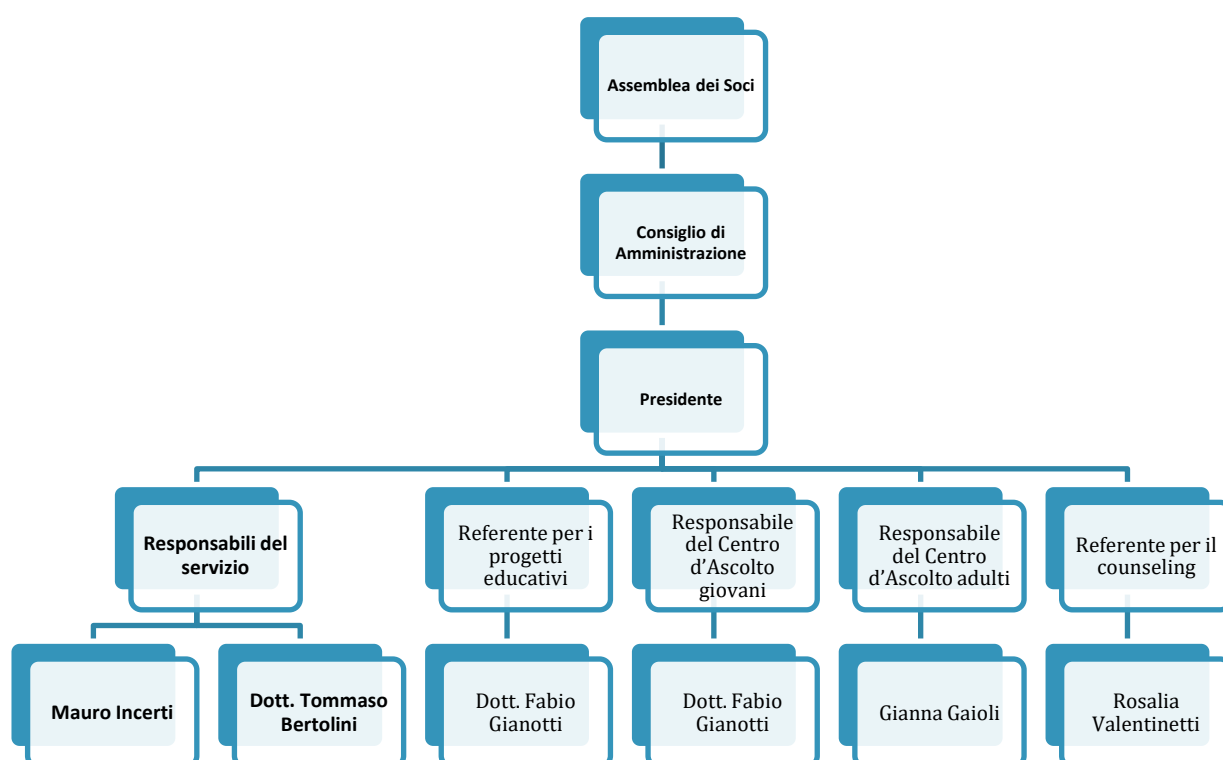 Assemblea dei Soci
Consiglio di
Amministrazione
Presidente
Responsabili del
servizio
Referente per i
progetti
educativi
Responsabile
del Centro
d’Ascolto
giovani
Responsabile
del Centro
d’Ascolto adulti
Referente per il
counseling
Mauro Incerti
Dott. Tommaso
Bertolini
Dott. Fabio
Gianotti
Dott. Fabio
Gianotti
Gianna Gaioli
Rosalia
Valentinetti